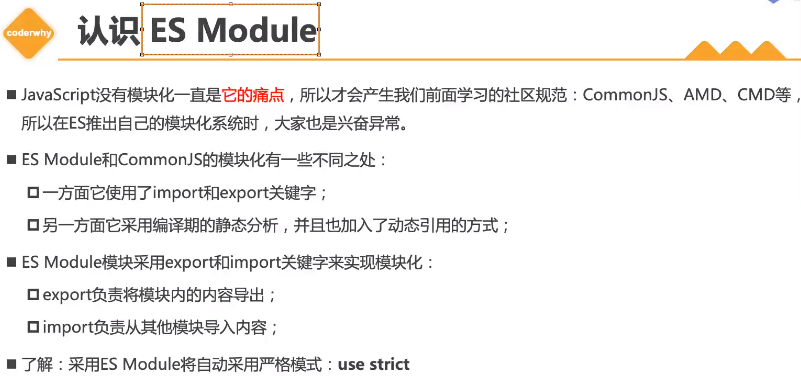 coderwhy
认识 ES Module
JavaScript没有模块化一直是它的痛点，所以才会产生我们前面学习的社区规范：CommonJS、AMD、CMD等，
所以在ES推出自己的模块化系统时，大家也是兴奋异常。
ES Module和CommonJS的模块化有一些不同之处：
一方面它使用了import和export关键字；
另一方面它采用编译期的静态分析，并且也加入了动态引用的方式；
ES Module模块采用export和import关键字来实现模块化：
export负责将模块内的内容导出；
import负责从其他模块导入内容；
了解：采用ES Module将自动采用严格模式：use strict